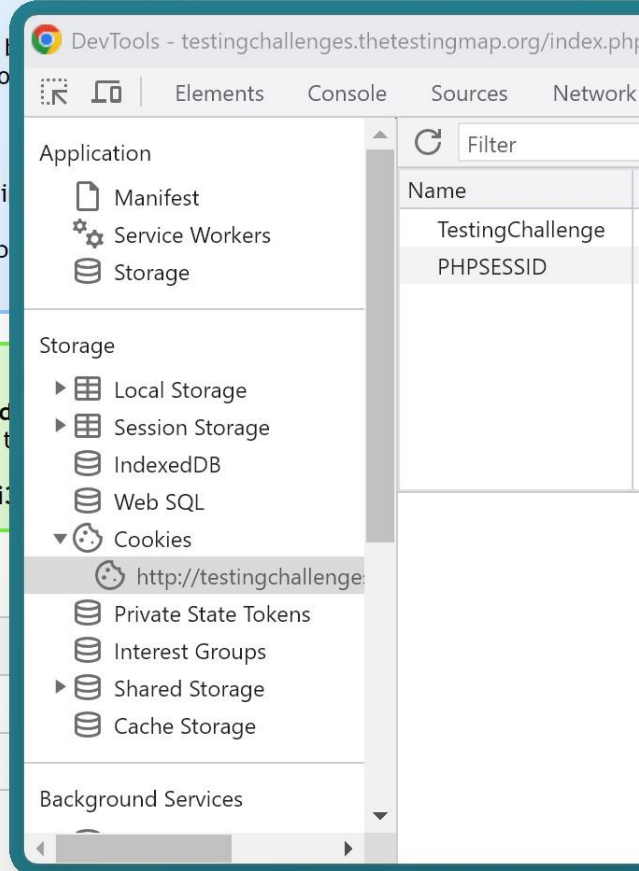 DevTools - testingchallenges.thetestingmap.org/index.php
Elements Console Sources Network
Application
Manifest
Service Workers
Storage
Storage
Local Storage
Session Storage
IndexedDB
Web SQL
Cookies
http://testingchallenge
Private State Tokens
Interest Groups
Shared Storage
Cache Storage
Background Services
Filter
Name
TestingChallenge
PHPSESSID